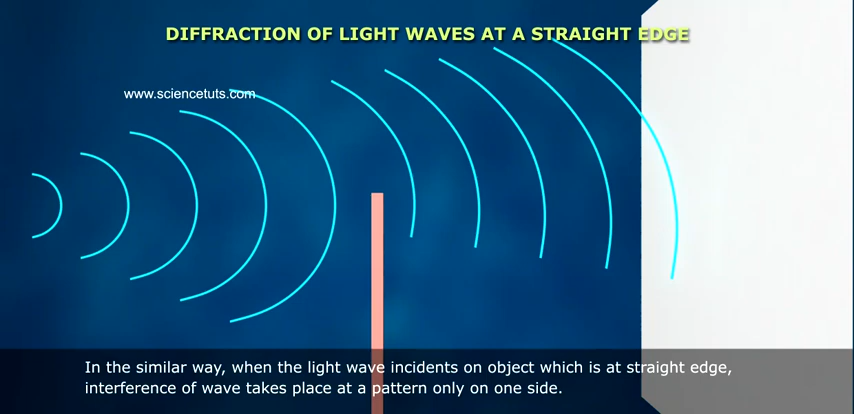 DIFFRACTION OF LIGHT WAVES AT A STRAIGHT EDGE
www.sciencetuts.com
In the similar way, when the light wave incidents on object which is at straight edge,
interference of wave takes place at a pattern only on one side.